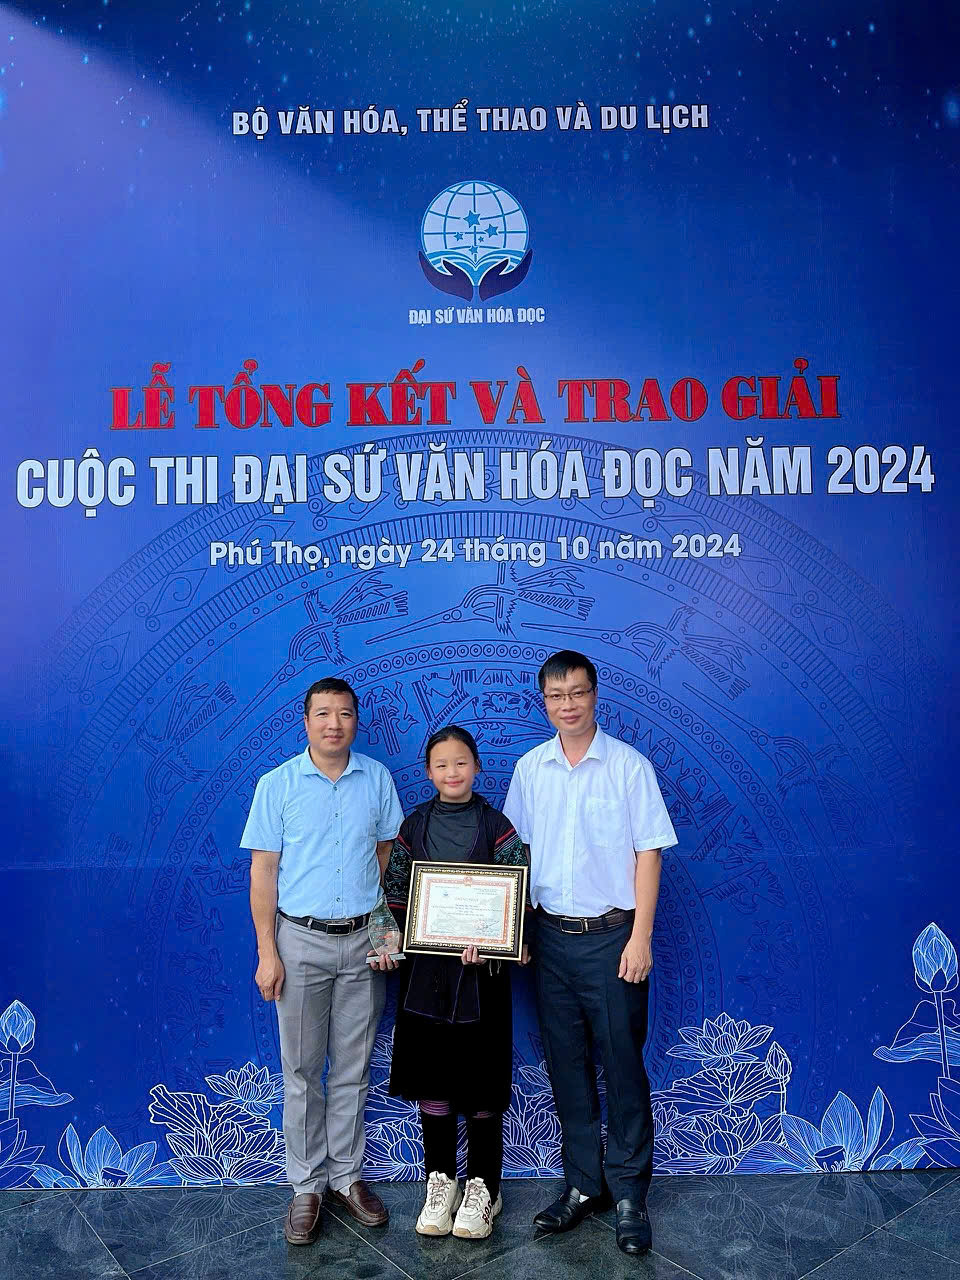 BỘ VĂN HÓA, THỂ THAO VÀ DU LỊCH
ĐẠI SỨ VĂN HÓA ĐỌC
LỄ TỔNG KẾT VÀ TRAO GIẢI
CUỘC THI ĐẠI SỨ VĂN HÓA ĐỌC NĂM 2024
Phú Thọ, ngày 24 tháng 10 năm 2024